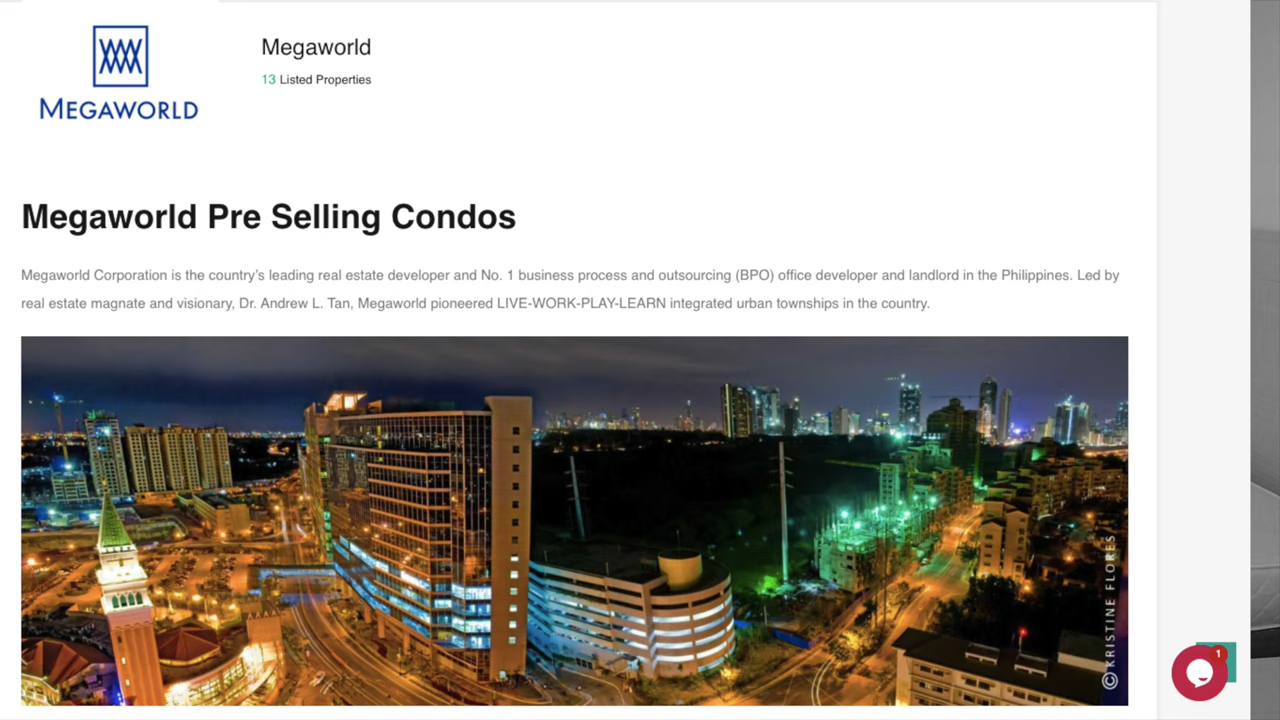 Megaworld
13 Listed Properties
MEGAWORLD
Megaworld Pre Selling Condos
Megaworld Corporation is the country’s leading real estate developer and No. 1 business process and outsourcing (BPO) office developer and landlord in the Philippines. Led by
real estate magnate and visionary, Dr. Andrew L. Tan, Megaworld pioneered LIVE-WORK-PLAY-LEARN integrated urban townships in the country.
© KRISTINE FLORES
1